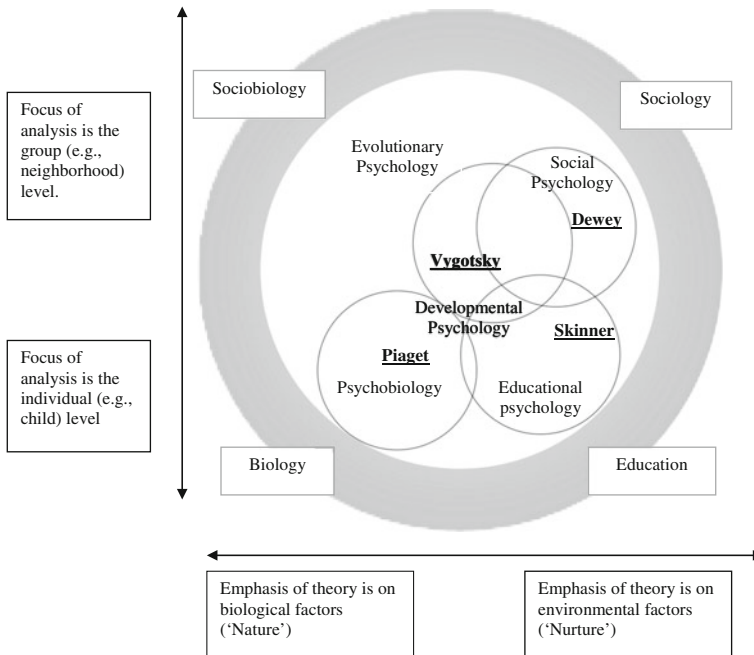 Sociobiology
Sociology
Focus of
analysis is the
group (e.g.,
neighborhood)
level.
Evolutionary
Psychology
Social
Psychology
Dewey
Vygotsky
Developmental
Psychology
Skinner
Piaget
Psychobiology
Educational
psychology
Focus of
analysis is the
individual (e.g.,
child) level
Biology
Education
Emphasis of theory is on
biological factors
(‘Nature’)
Emphasis of theory is on
environmental factors
(‘Nurture’)